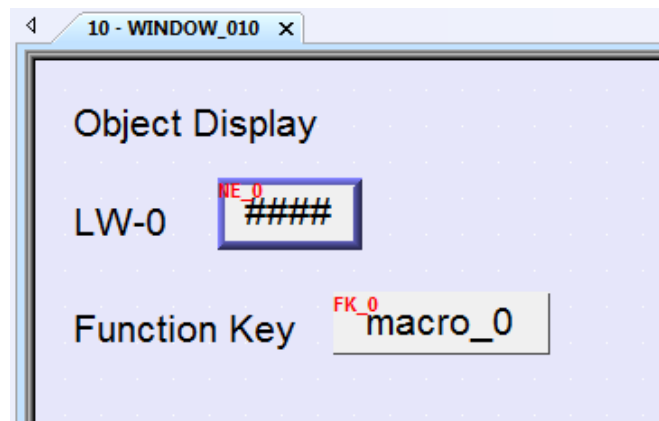 10 - WINDOW_010
Object Display
LW-0
NE_0
####
Function Key
FK_0
macro_0